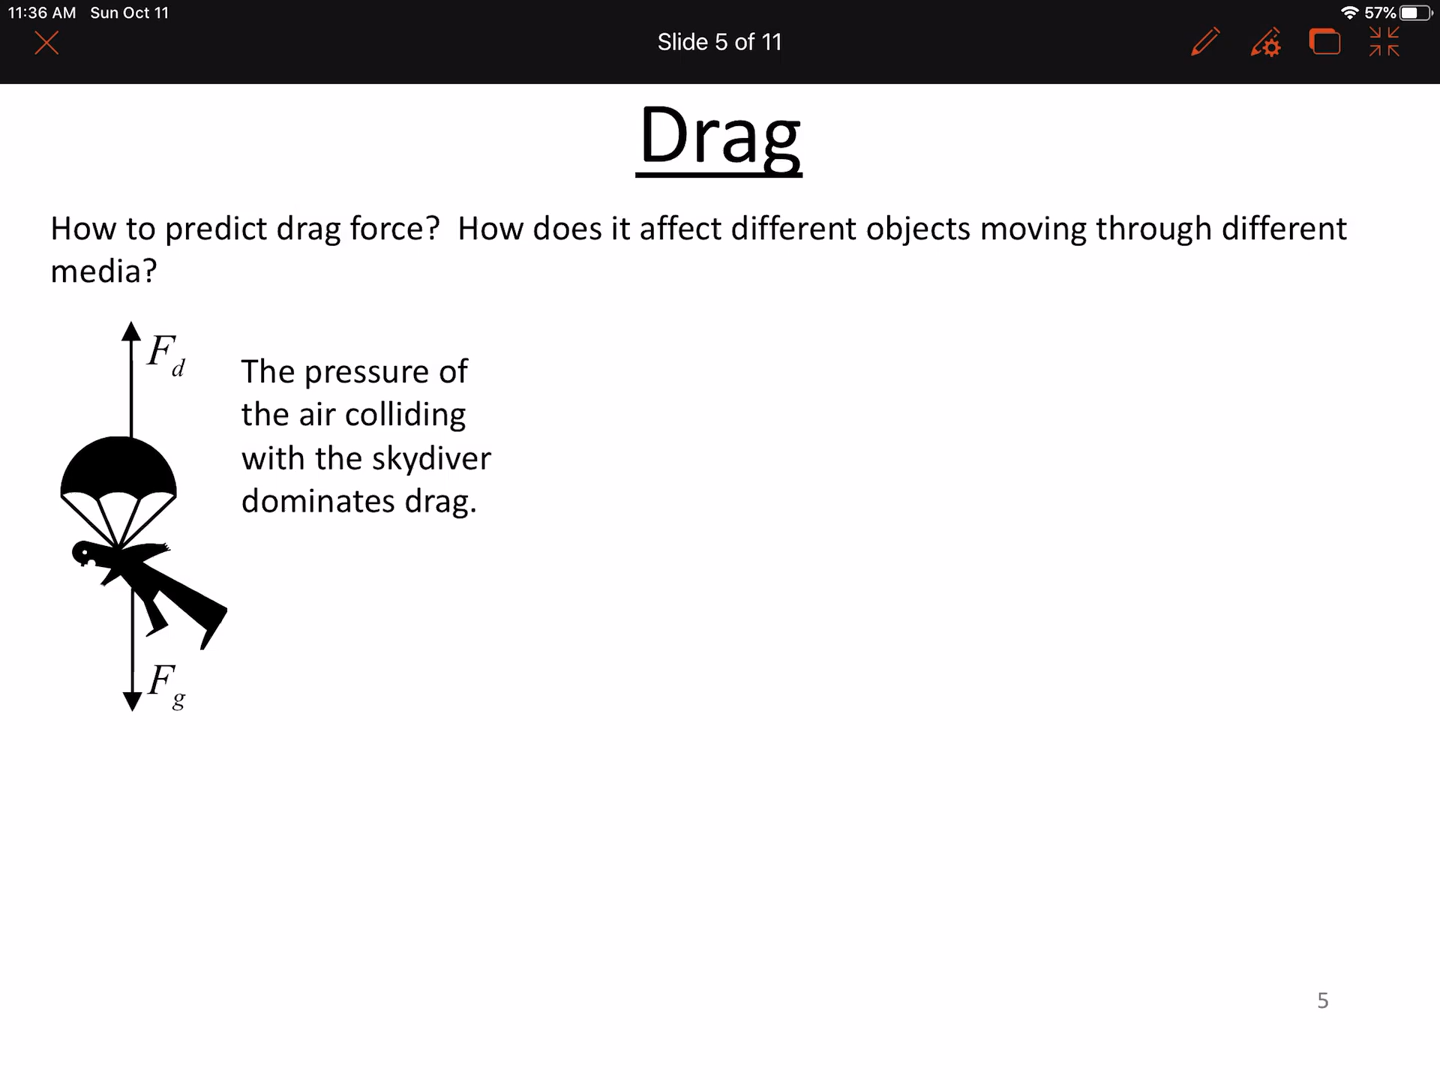 11:36 AM Sun Oct 11
57%
Slide 5 of 11
Drag
How to predict drag force? How does it affect different objects moving through different
media?
F_d
The pressure of
the air colliding
with the skydiver
dominates drag.
F_g
5